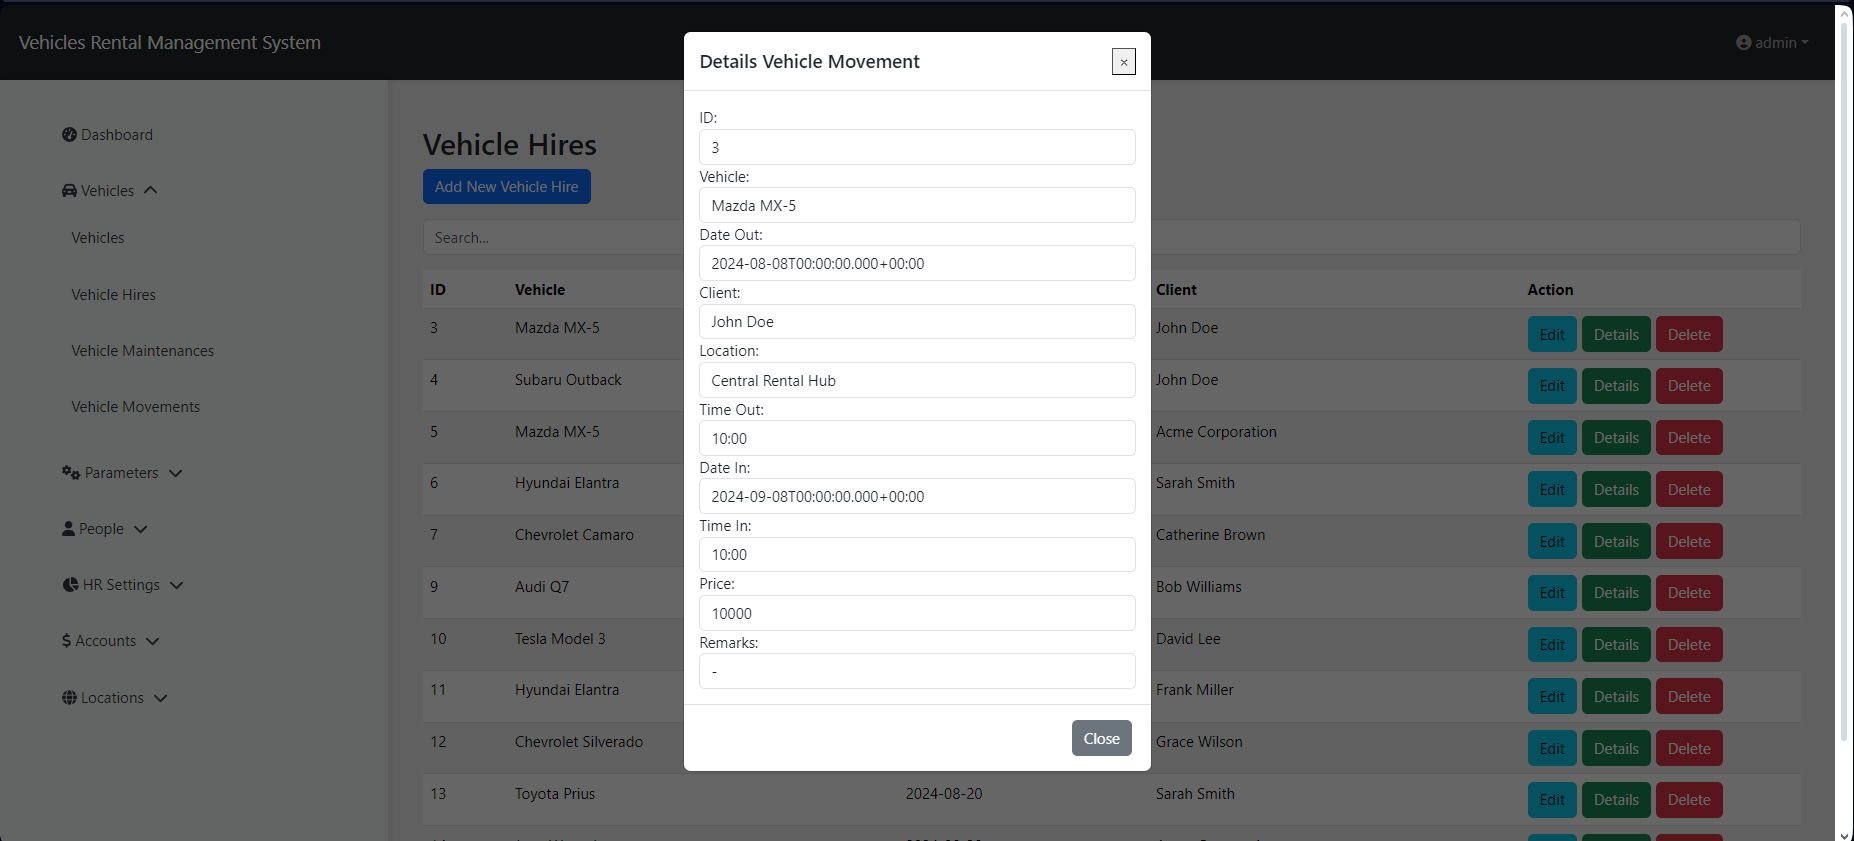 Vehicles Rental Management System
admin
Dashboard
Vehicles
Vehicles
Vehicle Hires
Vehicle Maintenances
Vehicle Movements
Parameters
People
HR Settings
Accounts
Locations
Vehicle Hires
Add New Vehicle Hire
Search...
ID Vehicle Client Action
3 Mazda MX-5 John Doe Edit Details Delete
4 Subaru Outback John Doe Edit Details Delete
5 Mazda MX-5 Acme Corporation Edit Details Delete
6 Hyundai Elantra Sarah Smith Edit Details Delete
7 Chevrolet Camaro Catherine Brown Edit Details Delete
9 Audi Q7 Bob Williams Edit Details Delete
10 Tesla Model 3 David Lee Edit Details Delete
11 Hyundai Elantra Frank Miller Edit Details Delete
12 Chevrolet Silverado Grace Wilson Edit Details Delete
13 Toyota Prius 2024-08-20 Sarah Smith Edit Details Delete
Details Vehicle Movement
×
ID:
3
Vehicle:
Mazda MX-5
Date Out:
2024-08-08T00:00:00.000+00:00
Client:
John Doe
Location:
Central Rental Hub
Time Out:
10:00
Date In:
2024-09-08T00:00:00.000+00:00
Time In:
10:00
Price:
10000
Remarks:
-
Close